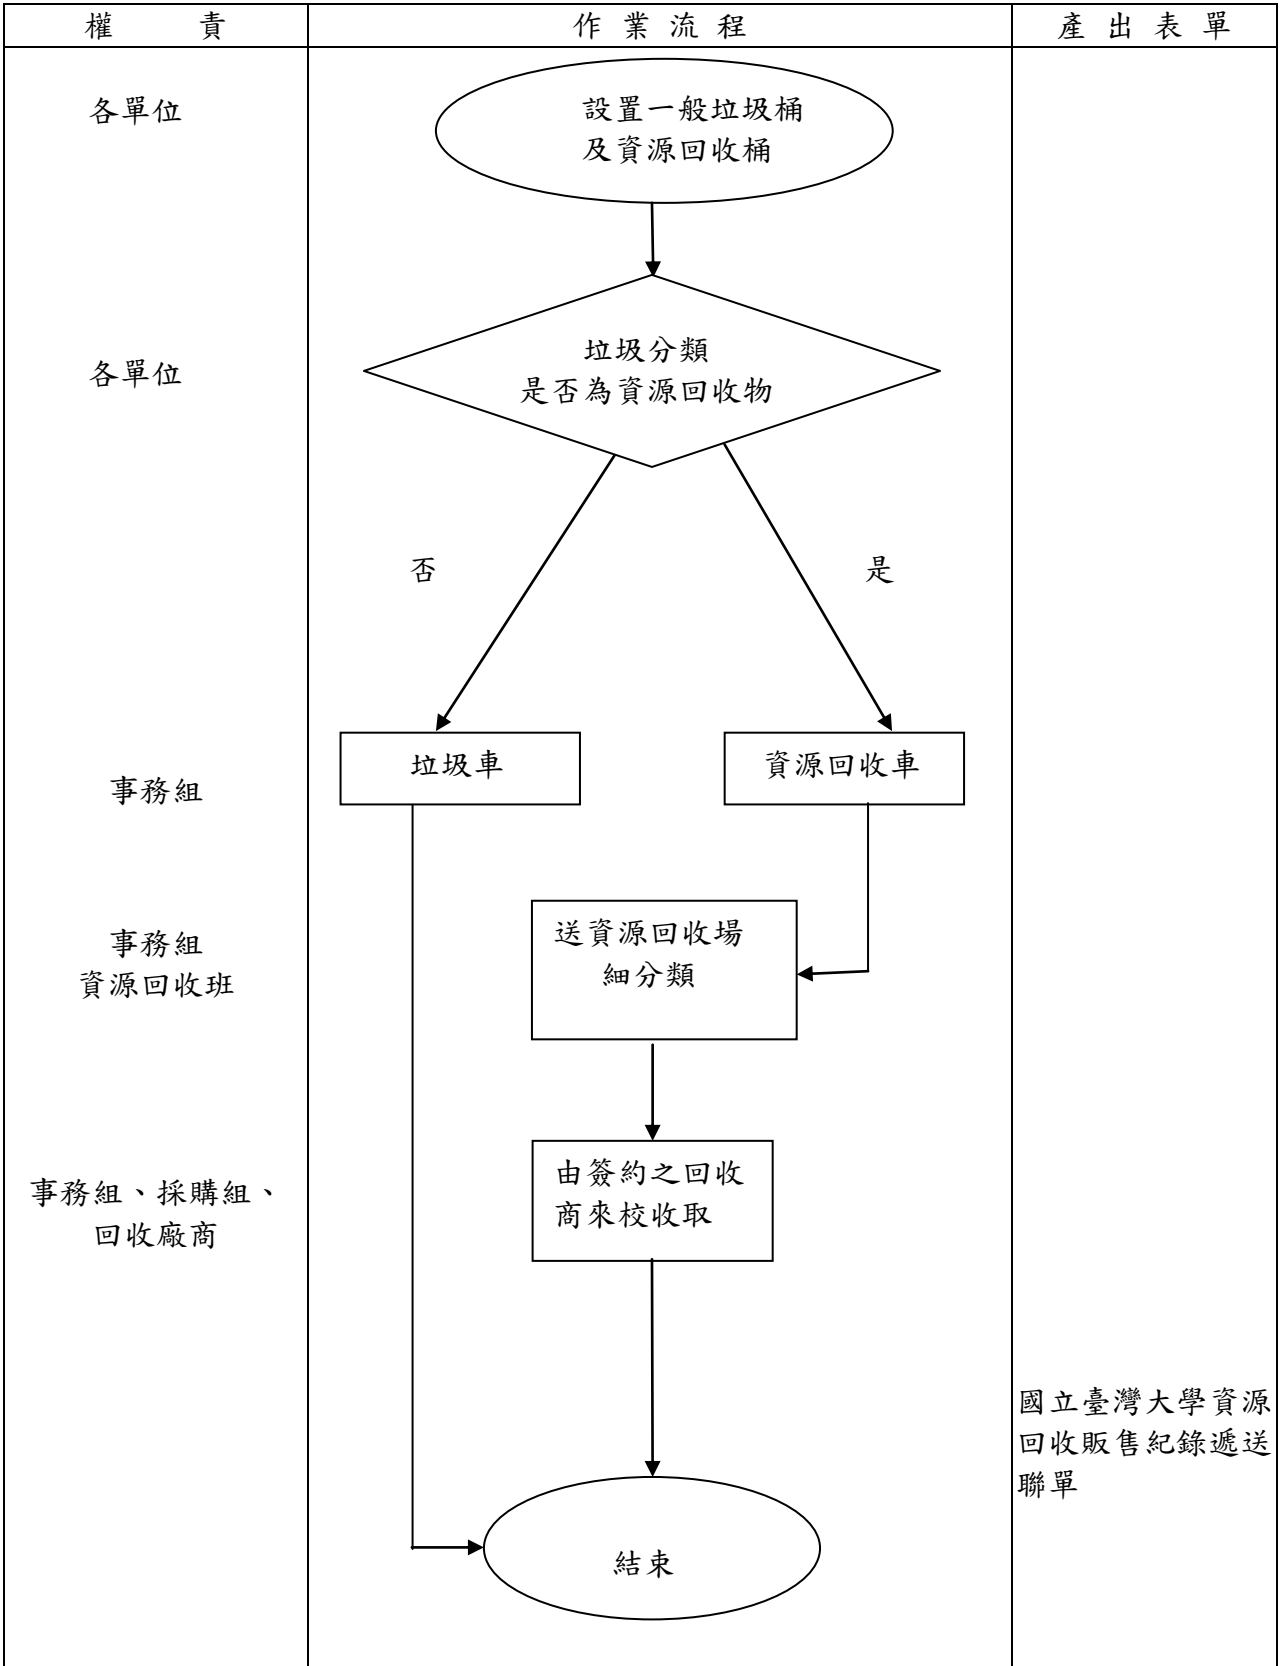 權 責
作 業 流 程
產 出 表 單
各單位
設置一般垃圾桶
及資源回收桶
各單位
垃圾分類
是否為資源回收物
否
是
事務組
垃圾車
資源回收車
事務組
資源回收班
送資源回收場
細分類
事務組、採購組、
回收廠商
由簽約之回收
商來校收取
國立臺灣大學資源
回收販售紀錄遞送
聯單
結束